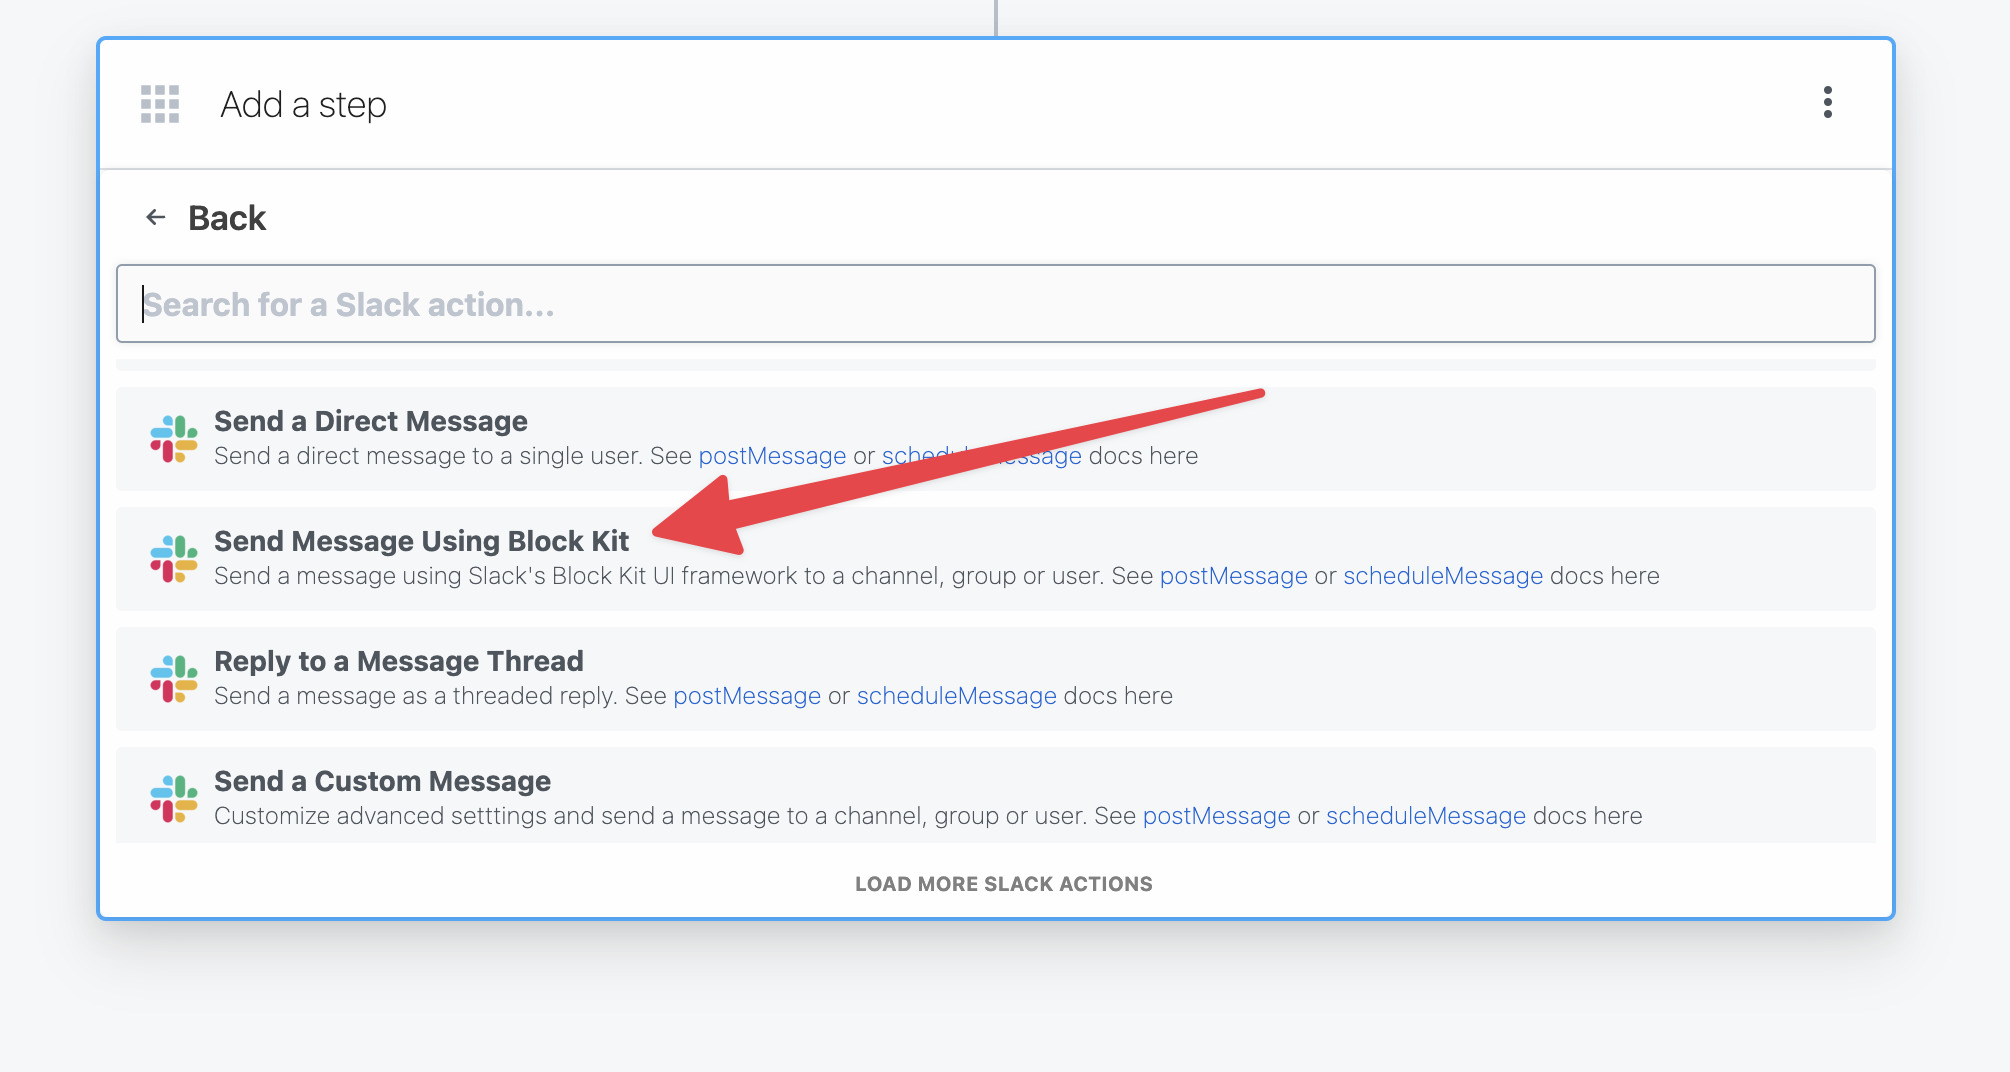 Add a step
Back
Search for a Slack action...
Send a Direct Message
Send a direct message to a single user. See postMessage or scheduleMessage docs here
Send Message Using Block Kit
Send a message using Slack's Block Kit UI framework to a channel, group or user. See postMessage or scheduleMessage docs here
Reply to a Message Thread
Send a message as a threaded reply. See postMessage or scheduleMessage docs here
Send a Custom Message
Customize advanced setttings and send a message to a channel, group or user. See postMessage or scheduleMessage docs here
LOAD MORE SLACK ACTIONS